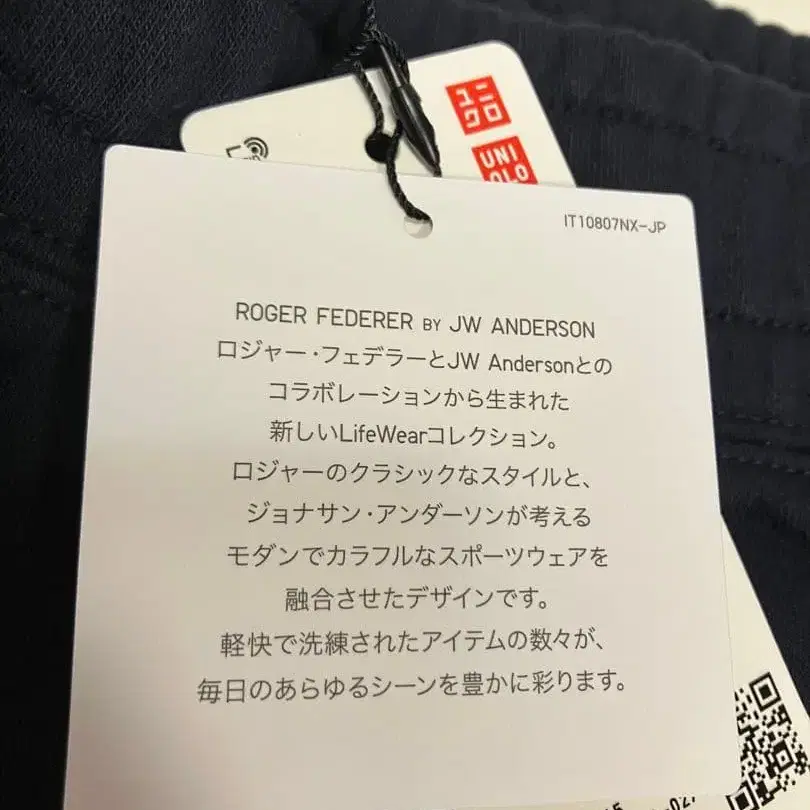 ユニ
クロ
UNI
QLO
IT10807NX-JP
ROGER FEDERER BY JW ANDERSON
ロジャー・フェデラーとJW Andersonとの
コラボレーションから生まれた
新しいLifeWearコレクション。
ロジャーのクラシックなスタイルと、
ジョナサン・アンダーソンが考える
モダンでカラフルなスポーツウェアを
融合させたデザインです。
軽快で洗練されたアイテムの数々が、
毎日のあらゆるシーンを豊かに彩ります。